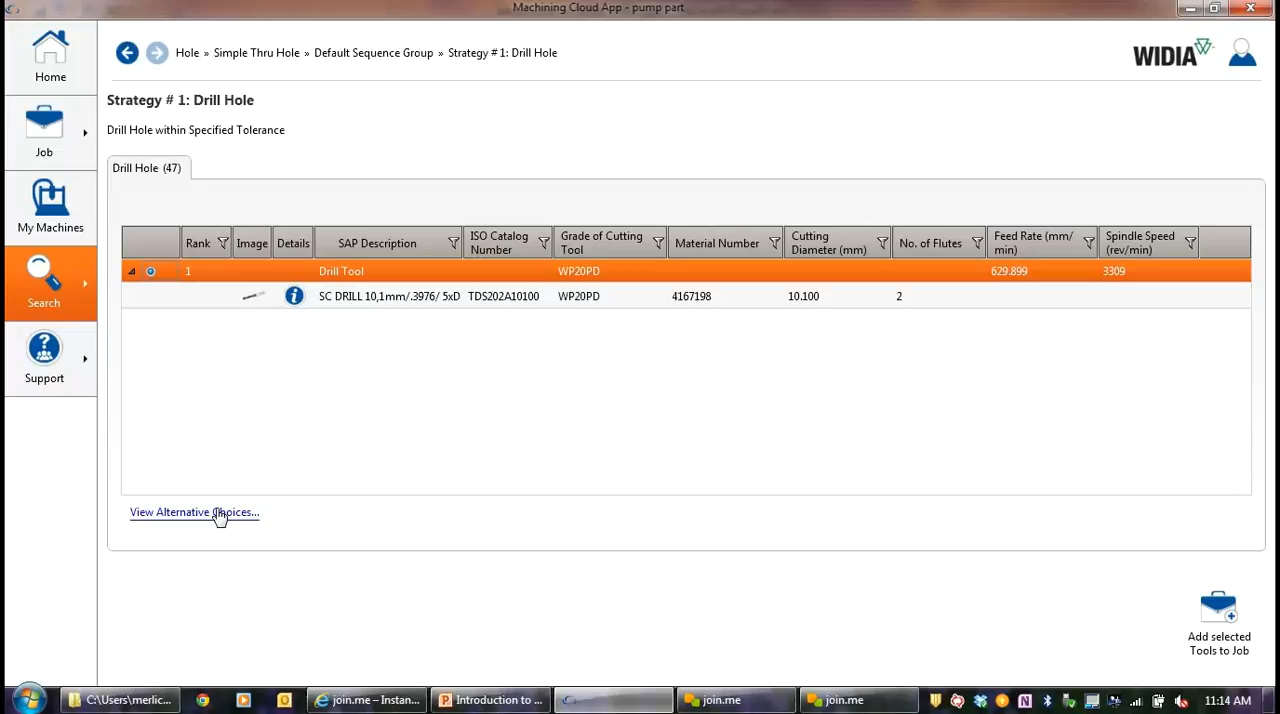 Machining Cloud App - pump part
Home
Job
My Machines
Search
Support
Hole » Simple Thru Hole » Default Sequence Group » Strategy # 1: Drill Hole
WIDIA
Strategy # 1: Drill Hole
Drill Hole within Specified Tolerance
Drill Hole (47)
Rank Image Details SAP Description ISO Catalog Number Grade of Cutting Tool Material Number Cutting Diameter (mm) No. of Flutes Feed Rate (mm/ min) Spindle Speed (rev/min)
1 Drill Tool WP20PD 629.899 3309
SC DRILL 10,1mm/.3976/ 5xD TDS202A10100 WP20PD 4167198 10.100 2
View Alternative Choices...
Add selected
Tools to Job
C:\Users\merlic... join.me – Instan... Introduction to ... join.me join.me 11:14 AM